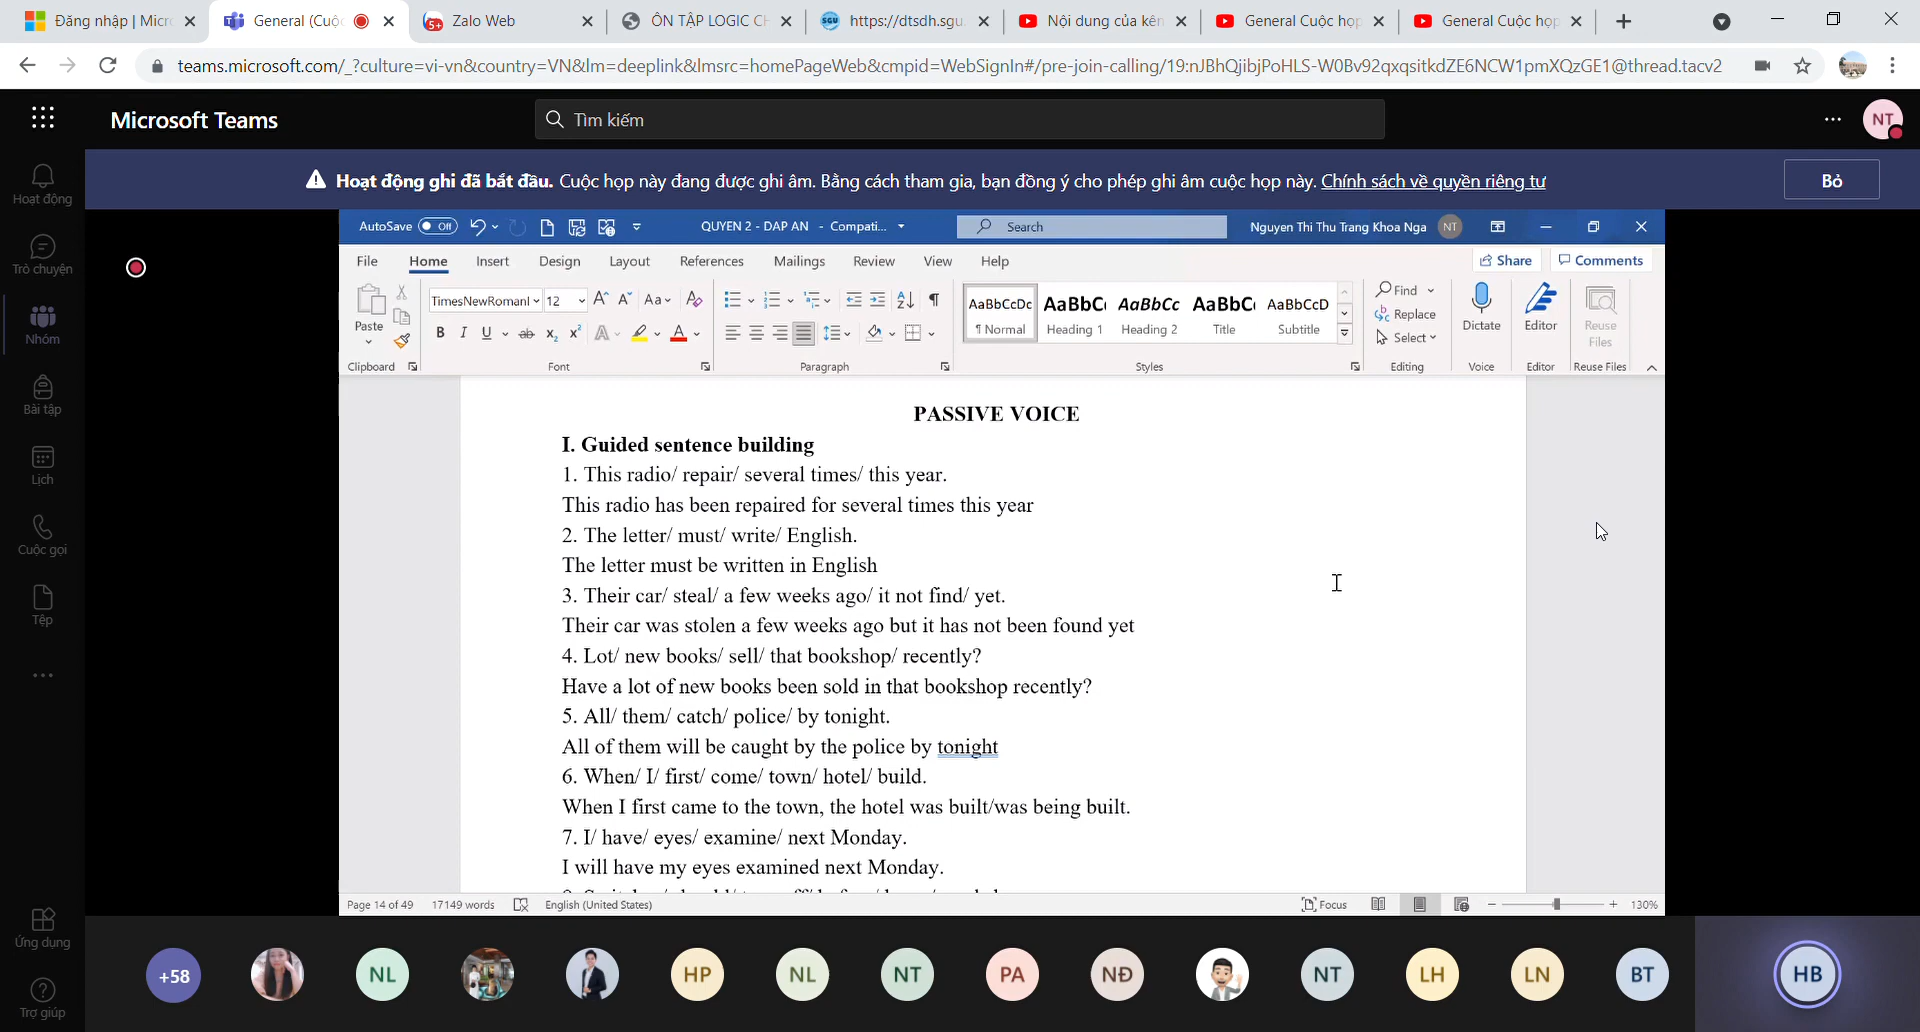 Đăng nhập | Micr
General (Cuộc
Zalo Web
ÔN TẬP LOGIC CH
https://dtsdh.sgu.
Nội dung của kên
General Cuộc họp
General Cuộc họp
teams.microsoft.com/_?culture=vi-vn&country=VN&lm=deeplink&lmsrc=homePageWeb&cmpid=WebSignIn#/pre-join-calling/19:nJBhQjibjPoHLS-W0Bv92qxqsitkdZE6NCW1pmXQzGE1@thread.tacv2
Microsoft Teams
Tìm kiếm
NT
Hoạt động ghi đã bắt đầu. Cuộc họp này đang được ghi âm. Bằng cách tham gia, bạn đồng ý cho phép ghi âm cuộc họp này. Chính sách về quyền riêng tư
Bỏ
Hoạt động
Trò chuyện
Nhóm
Bài tập
Lịch
Cuộc gọi
Tệp
Ứng dụng
Trợ giúp
AutoSave Off
QUYEN 2 - DAP AN - Compati...
Search
Nguyen Thi Thu Trang Khoa Nga NT
File Home Insert Design Layout References Mailings Review View Help
Share Comments
Paste
TimesNewRomanI 12
AaBbCcDc AaBbC AaBbCc AaBbC AaBbCcD
¶ Normal Heading 1 Heading 2 Title Subtitle
Find
Replace
Select
Dictate
Editor
Reuse Files
Clipboard Font Paragraph Styles Editing Voice Editor Reuse Files
PASSIVE VOICE
I. Guided sentence building
1. This radio/ repair/ several times/ this year.
This radio has been repaired for several times this year
2. The letter/ must/ write/ English.
The letter must be written in English
3. Their car/ steal/ a few weeks ago/ it not find/ yet.
Their car was stolen a few weeks ago but it has not been found yet
4. Lot/ new books/ sell/ that bookshop/ recently?
Have a lot of new books been sold in that bookshop recently?
5. All/ them/ catch/ police/ by tonight.
All of them will be caught by the police by tonight
6. When/ I/ first/ come/ town/ hotel/ build.
When I first came to the town, the hotel was built/was being built.
7. I/ have/ eyes/ examine/ next Monday.
I will have my eyes examined next Monday.
Page 14 of 49 17149 words English (United States)
Focus 130%
+58 NL HP NL NT PA NĐ NT LH LN BT HB